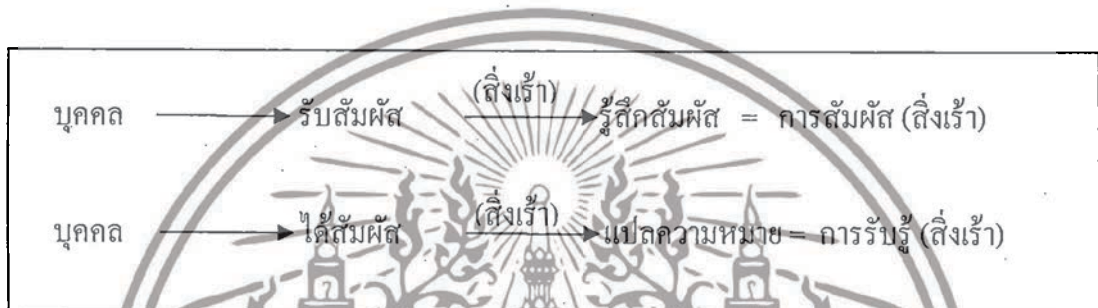 บุคคล ⟶ รับสัมผัส (สิ่งเร้า) ⟶ รู้สึกสัมผัส = การสัมผัส (สิ่งเร้า)
บุคคล ⟶ ได้สัมผัส (สิ่งเร้า) ⟶ แปลความหมาย = การรับรู้ (สิ่งเร้า)